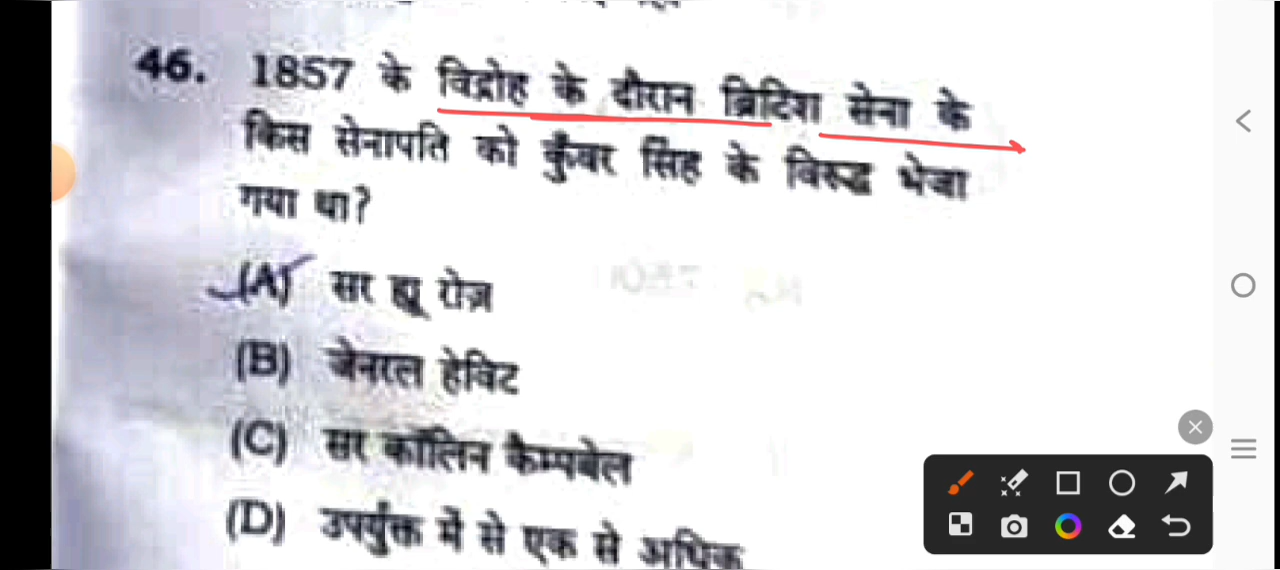 46. 1857 के विद्रोह के दौरान ब्रिटिश सेना के
किस सेनापति को कुँवर सिंह के विरुद्ध भेजा
गया था?
(A) सर ह्यू रोज़
(B) जेनरल हेविट
(C) सर कॉलिन कैम्पबेल
(D) उपर्युक्त में से एक से अधिक